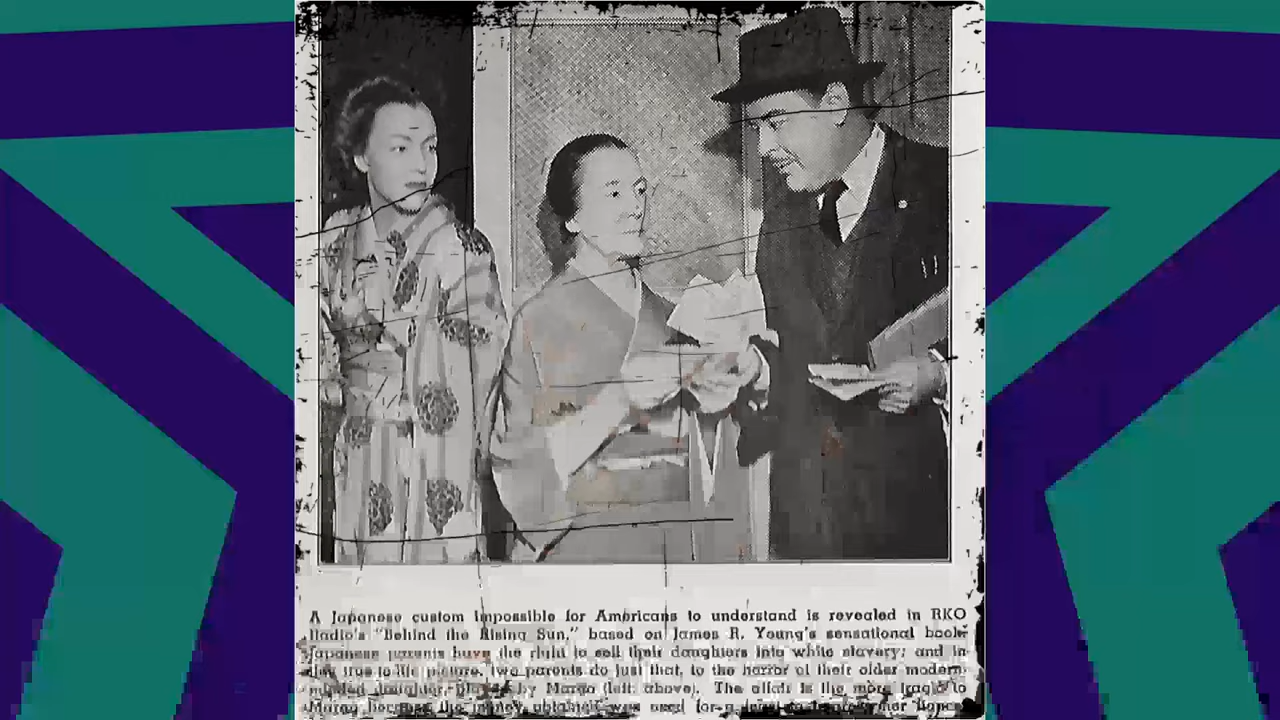 A Japanese custom impossible for Americans to understand is revealed in RKO
Radio's "Behind the Rising Sun," based on James R. Young's sensational book.
Japanese parents have the right to sell their daughters into white slavery; and in
this true to life picture, two parents do just that, to the horror of their older modern-
minded daughter, played by Margo (left above). The affair is the more tragic to
Margo because the money obtained was used for a